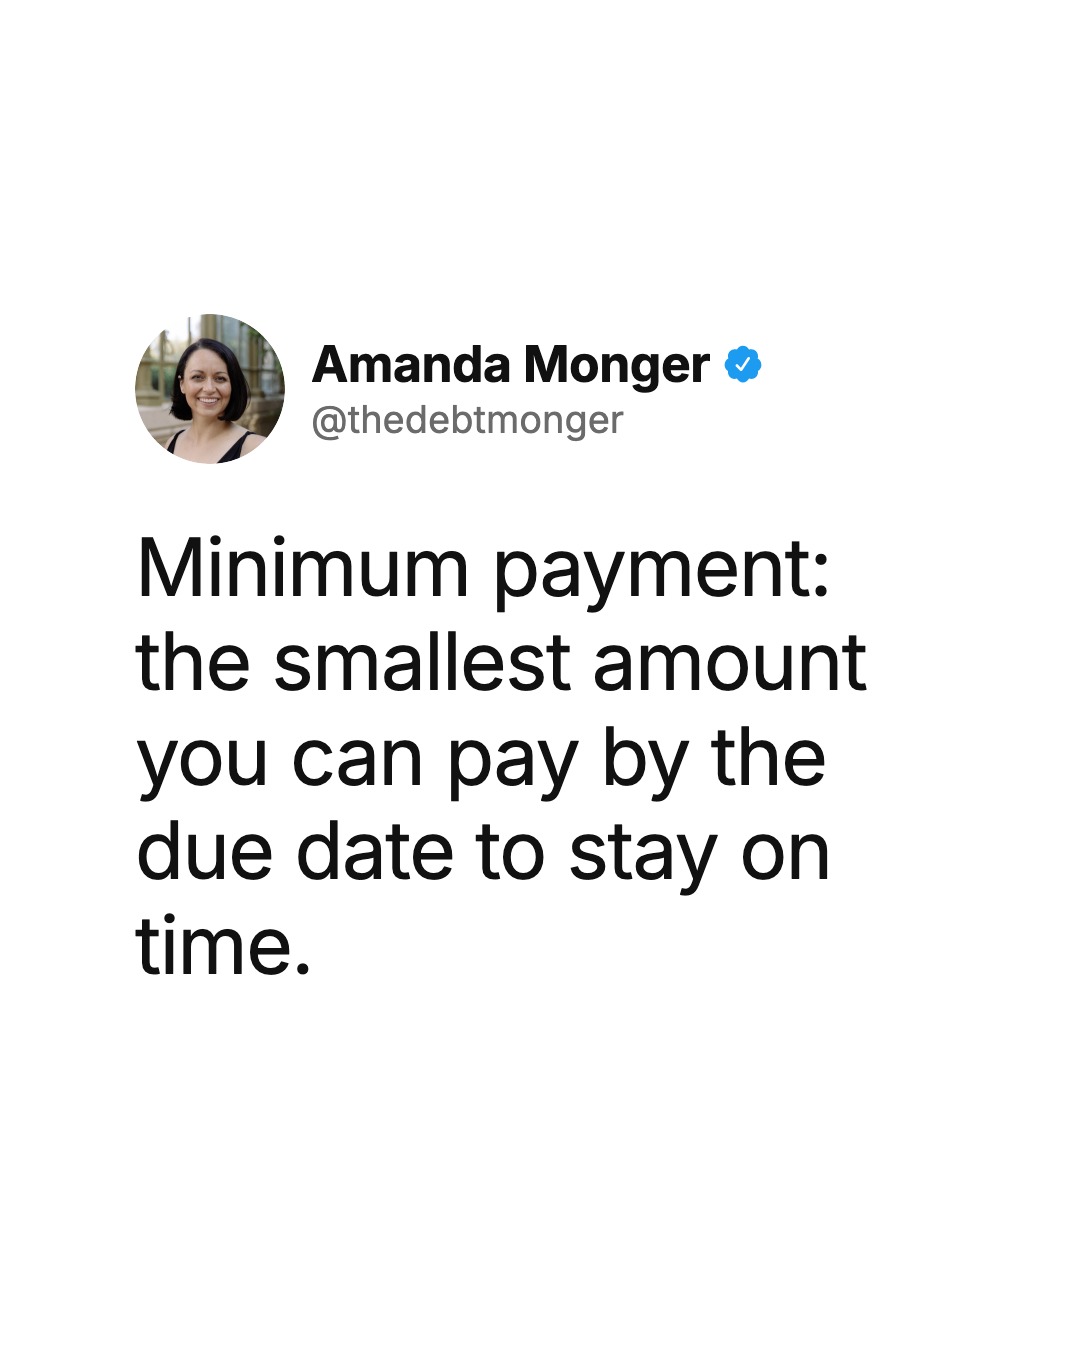 Amanda Monger
@thedebtmonger
Minimum payment:
the smallest amount
you can pay by the
due date to stay on
time.